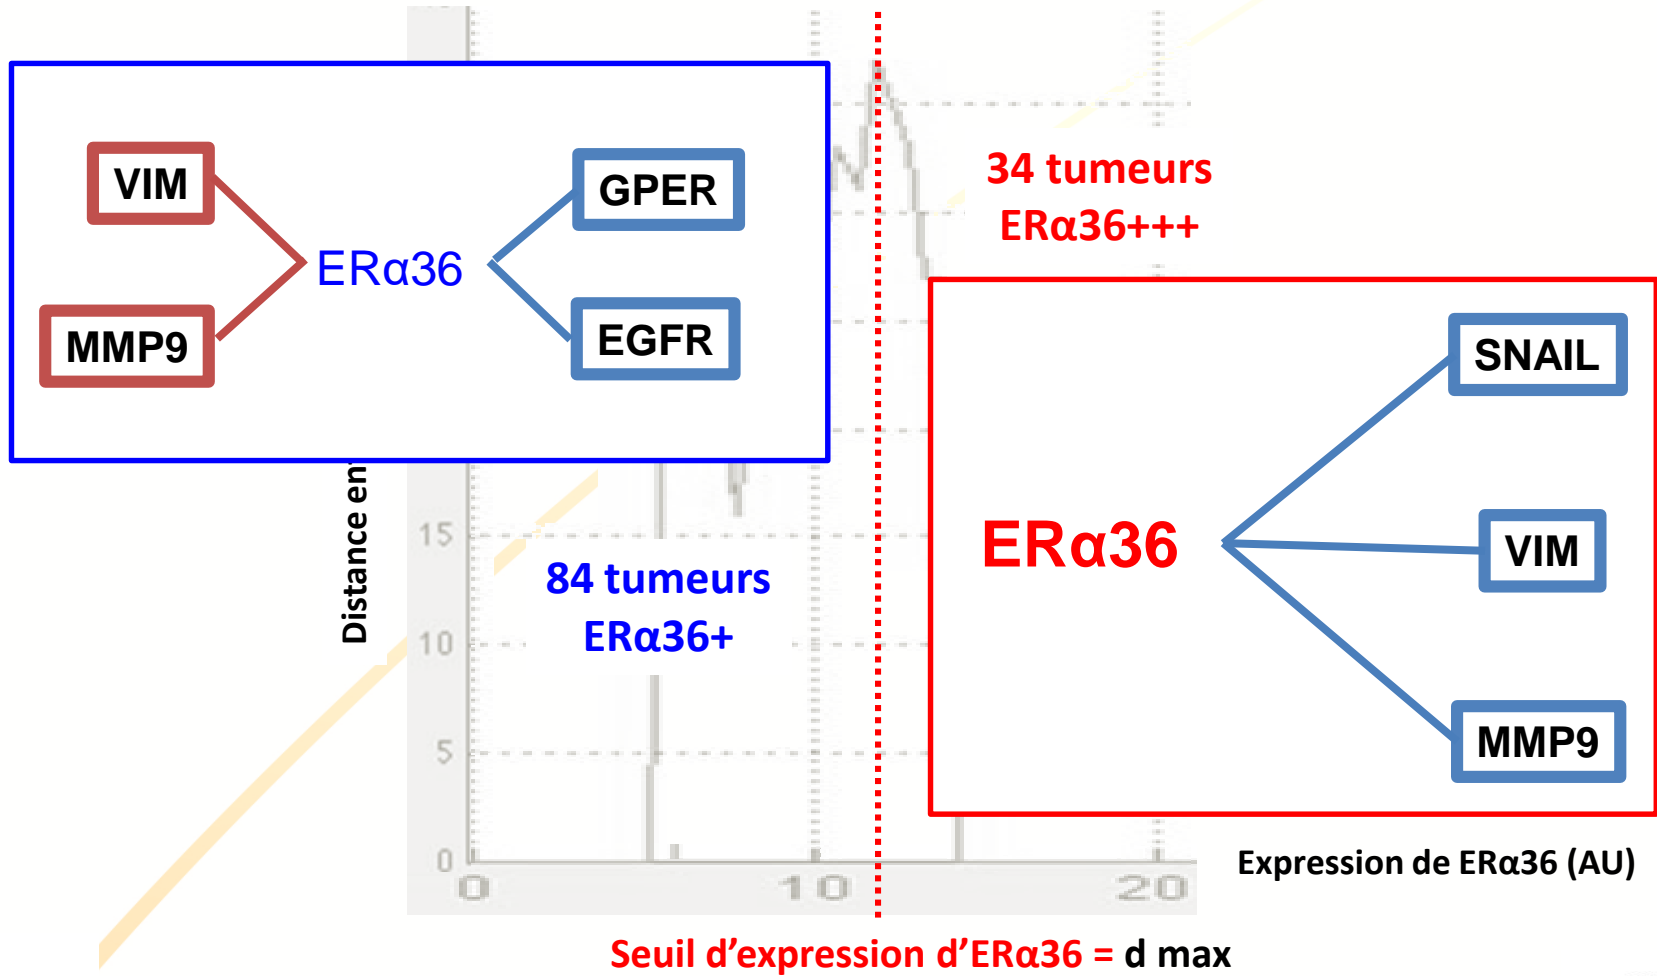 VIM
GPER
ERα36
MMP9
EGFR
34 tumeurs
ERα36+++
SNAIL
ERα36
VIM
MMP9
Distance
15
84 tumeurs
ERα36+
10
5
0
0
10
20
Expression de ERα36 (AU)
Seuil d’expression d’ERα36 = d max